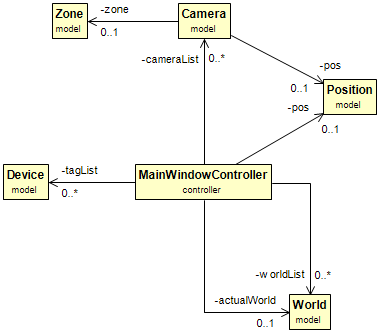 Zone
model
-zone
0..1
Camera
model
-cameraList
0..*
-pos
0..1
Position
model
-pos
0..1
Device
model
-tagList
0..*
MainWindowController
controller
-worldList
0..*
-actualWorld
0..1
World
model